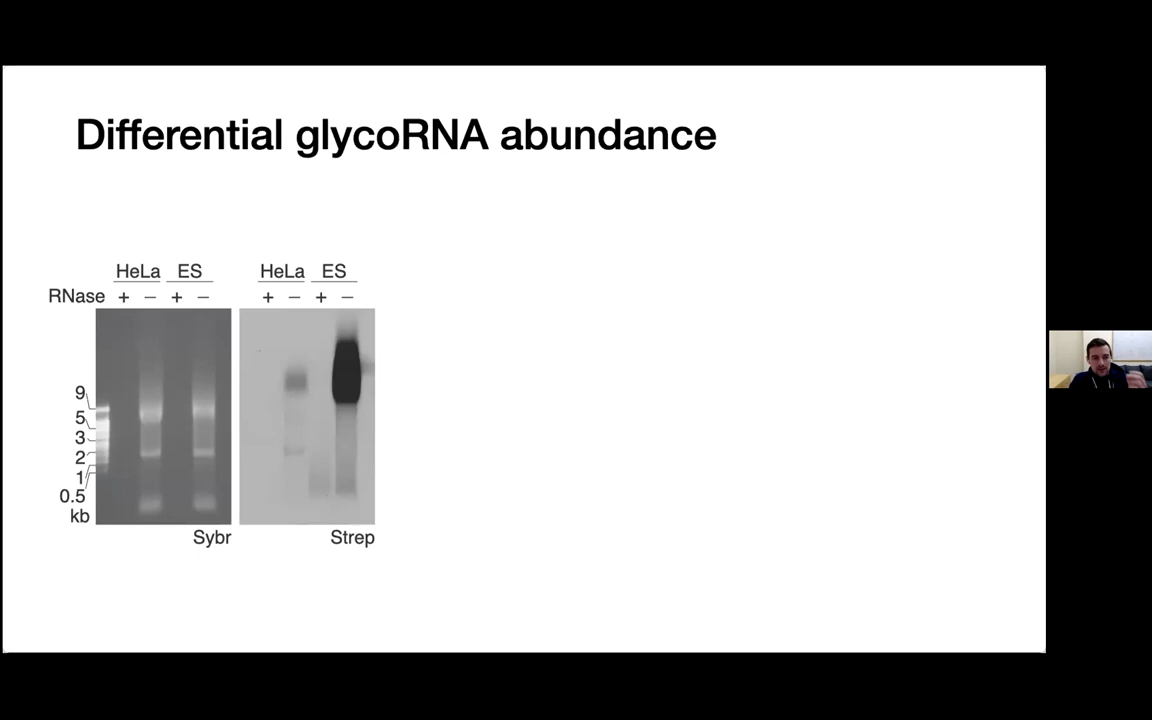 Differential glycoRNA abundance
HeLa ES HeLa ES
RNase + − + − + − + −
9
5
3
2
1
0.5
kb
Sybr Strep